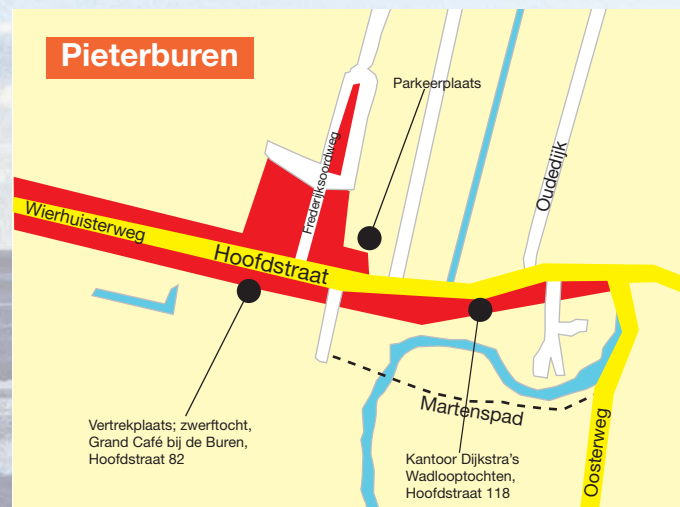 Pieterburen
Parkeerplaats
Frederiksoordweg
Oudedijk
Wierhuisterweg
Hoofdstraat
Martenspad
Vertrekplaats; zwerftocht,
Grand Café bij de Buren,
Hoofdstraat 82
Kantoor Dijkstra's
Wadlooptochten,
Hoofdstraat 118
Oosterweg